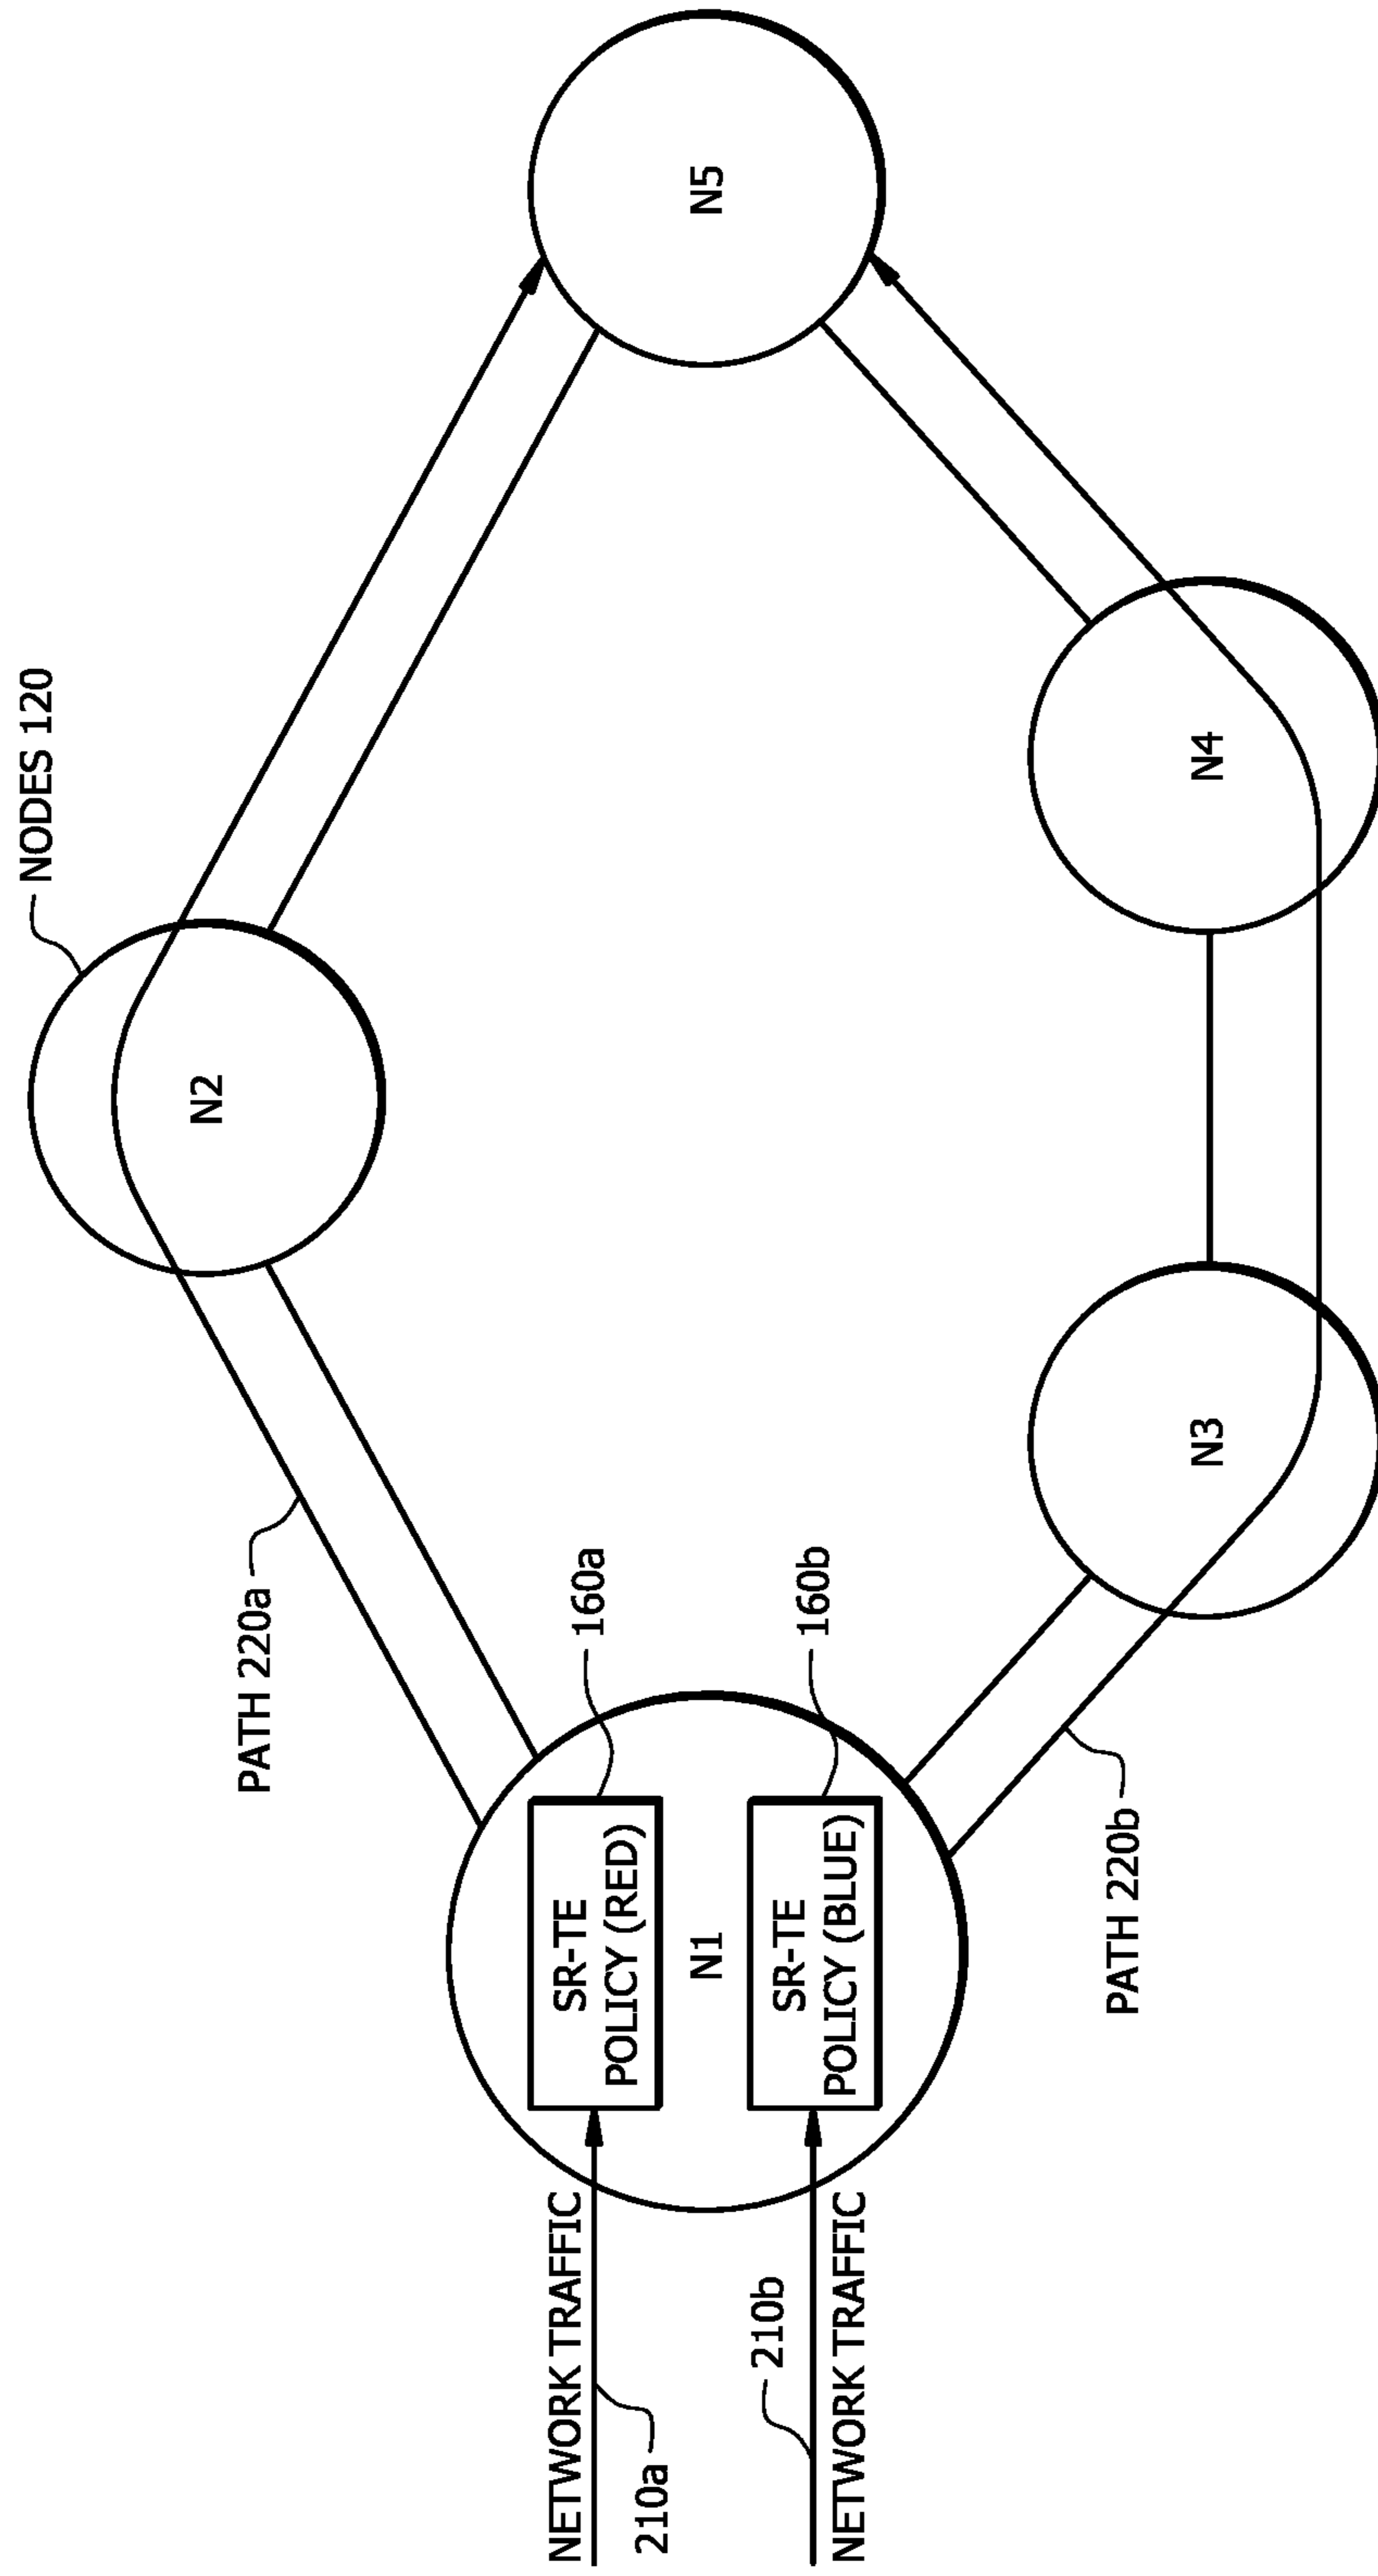 NODES 120
N2
PATH 220a
N5
NETWORK TRAFFIC
210a
SR-TE
POLICY (RED)
160a
N1
SR-TE
POLICY (BLUE)
160b
210b
NETWORK TRAFFIC
PATH 220b
N3
N4